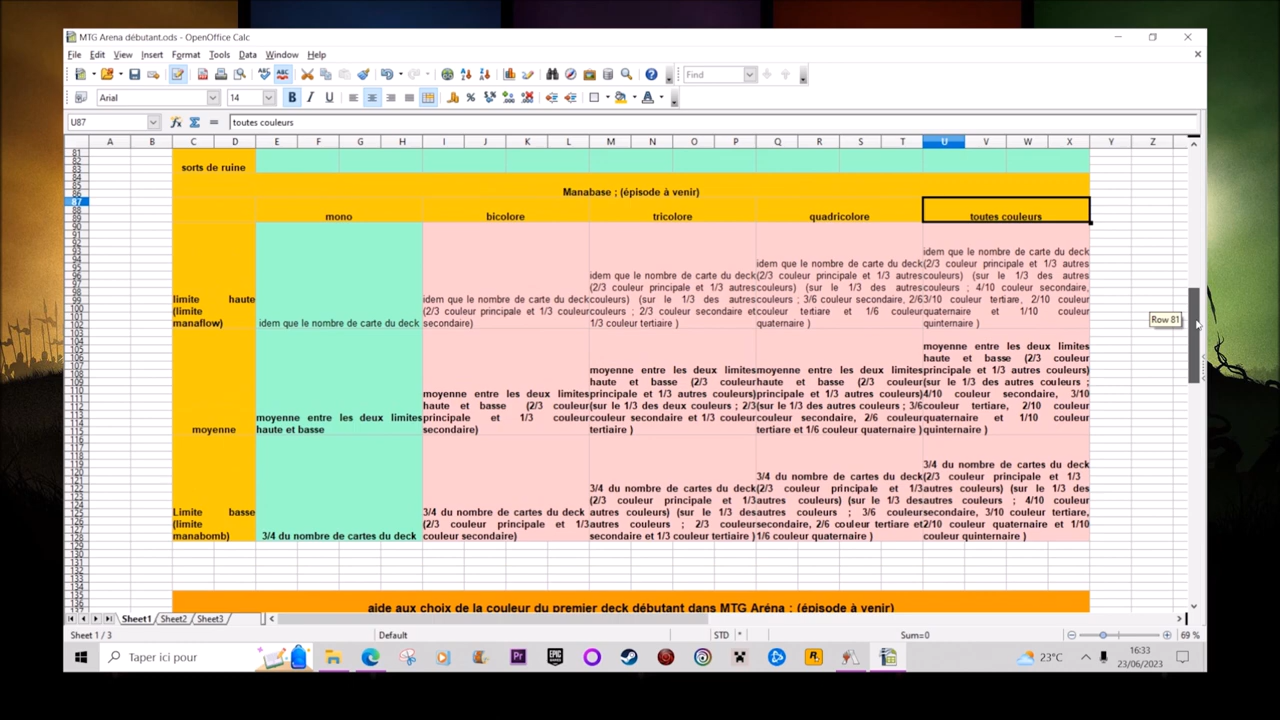 MTG Arena débutant.ods - OpenOffice Calc
File Edit View Insert Format Tools Data Window Help
Find
Arial 14
U87 toutes couleurs
A B C D E F G H I J K L M N O P Q R S T U V W X Y Z
sorts de ruine
Manabase ; (épisode à venir)
mono bicolore tricolore quadricolore toutes couleurs
limite haute
(limite
manaflow)
idem que le nombre de carte du deck
idem que le nombre de carte du deck
(2/3 couleur principale et 1/3 couleur
secondaire)
idem que le nombre de carte du deck
(2/3 couleur principale et 1/3 autres
couleurs) (sur le 1/3 des autres
couleurs ; 2/3 couleur secondaire et
1/3 couleur tertiaire )
idem que le nombre de carte du deck
(2/3 couleur principale et 1/3 autres
couleurs) (sur le 1/3 des autres
couleurs ; 3/6 couleur secondaire, 2/6
couleur tertiaire et 1/6 couleur
quaternaire )
idem que le nombre de carte du deck
(2/3 couleur principale et 1/3 autres
couleurs) (sur le 1/3 des autres
couleurs ; 4/10 couleur secondaire,
3/10 couleur tertiaire, 2/10 couleur
quaternaire et 1/10 couleur
quinternaire )
moyenne
moyenne entre les deux limites
haute et basse
moyenne entre les deux limites
haute et basse (2/3 couleur
principale et 1/3 couleur
secondaire)
moyenne entre les deux limites
haute et basse (2/3 couleur
principale et 1/3 autres couleurs)
(sur le 1/3 des deux couleurs ; 2/3
couleur secondaire et 1/3 couleur
tertiaire )
moyenne entre les deux limites
haute et basse (2/3 couleur
principale et 1/3 autres couleurs)
(sur le 1/3 des autres couleurs ; 3/6
couleur secondaire, 2/6 couleur
tertiaire et 1/6 couleur quaternaire )
moyenne entre les deux limites
haute et basse (2/3 couleur
principale et 1/3 autres couleurs)
(sur le 1/3 des autres couleurs ;
4/10 couleur secondaire, 3/10
couleur tertiaire, 2/10 couleur
quaternaire et 1/10 couleur
quinternaire )
Limite basse
(limite
manabomb)
3/4 du nombre de cartes du deck
3/4 du nombre de cartes du deck
(2/3 couleur principale et 1/3
couleur secondaire)
3/4 du nombre de cartes du deck
(2/3 couleur principale et 1/3
autres couleurs) (sur le 1/3 des
autres couleurs ; 2/3 couleur
secondaire et 1/3 couleur tertiaire )
3/4 du nombre de cartes du deck
(2/3 couleur principale et 1/3
autres couleurs) (sur le 1/3 des
autres couleurs ; 3/6 couleur
secondaire, 2/6 couleur tertiaire et
1/6 couleur quaternaire )
3/4 du nombre de cartes du deck
(2/3 couleur principale et 1/3
autres couleurs) (sur le 1/3 des
autres couleurs ; 4/10 couleur
secondaire, 3/10 couleur tertiaire,
2/10 couleur quaternaire et 1/10
couleur quinternaire )
Row 81
aide aux choix de la couleur du premier deck débutant dans MTG Aréna ; (épisode à venir)
Sheet1 Sheet2 Sheet3
Sheet 1 / 3 Default STD * Sum=0 69 %
Taper ici pour 23°C 16:33
23/06/2023